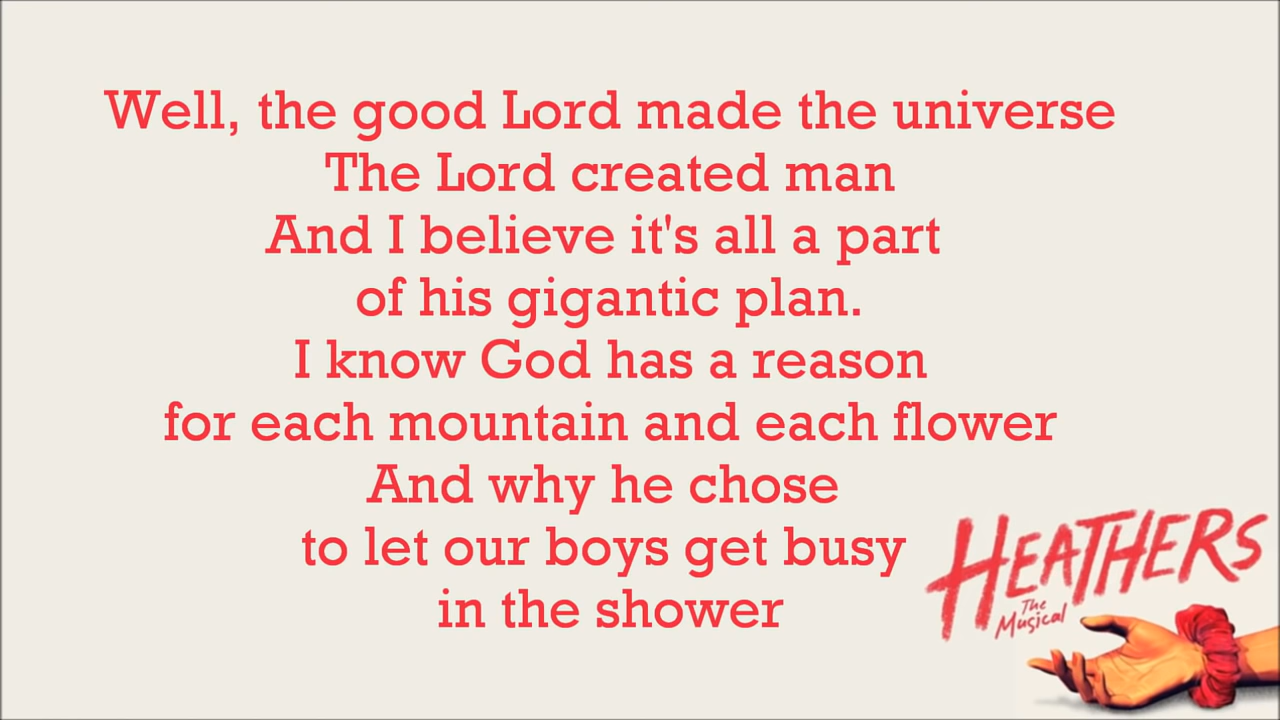 Well, the good Lord made the universe
The Lord created man
And I believe it's all a part
of his gigantic plan.
I know God has a reason
for each mountain and each flower
And why he chose
to let our boys get busy
in the shower
HEATHERS
The
Musical